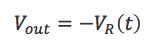 V_out = −V_R(t)